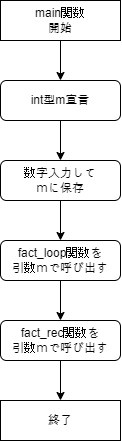 main関数
開始
int型m宣言
数字入力して
mに保存
fact_loop関数を
引数mで呼び出す
fact_rec関数を
引数mで呼び出す
終了